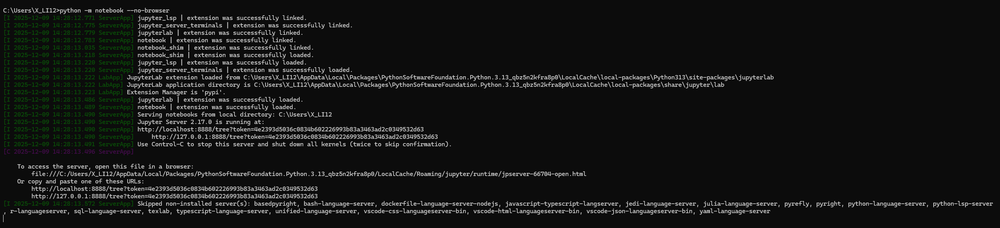 C:\Users\X_LI12>python -m notebook --no-browser
[I 2025-12-09 14:28:12.771 ServerApp] jupyter_lsp | extension was successfully linked.
[I 2025-12-09 14:28:12.775 ServerApp] jupyter_server_terminals | extension was successfully linked.
[I 2025-12-09 14:28:12.779 ServerApp] jupyterlab | extension was successfully linked.
[I 2025-12-09 14:28:12.783 ServerApp] notebook | extension was successfully linked.
[I 2025-12-09 14:28:13.035 ServerApp] notebook_shim | extension was successfully linked.
[I 2025-12-09 14:28:13.218 ServerApp] notebook_shim | extension was successfully loaded.
[I 2025-12-09 14:28:13.220 ServerApp] jupyter_lsp | extension was successfully loaded.
[I 2025-12-09 14:28:13.220 ServerApp] jupyter_server_terminals | extension was successfully loaded.
[I 2025-12-09 14:28:13.222 LabApp] JupyterLab extension loaded from C:\Users\X_LI12\AppData\Local\Packages\PythonSoftwareFoundation.Python.3.13_qbz5n2kfra8p0\LocalCache\local-packages\Python313\site-packages\jupyterlab
[I 2025-12-09 14:28:13.222 LabApp] JupyterLab application directory is C:\Users\X_LI12\AppData\Local\Packages\PythonSoftwareFoundation.Python.3.13_qbz5n2kfra8p0\LocalCache\local-packages\share\jupyter\lab
[I 2025-12-09 14:28:13.223 LabApp] Extension Manager is 'pypi'.
[I 2025-12-09 14:28:13.486 ServerApp] jupyterlab | extension was successfully loaded.
[I 2025-12-09 14:28:13.489 ServerApp] notebook | extension was successfully loaded.
[I 2025-12-09 14:28:13.490 ServerApp] Serving notebooks from local directory: C:\Users\X_LI12
[I 2025-12-09 14:28:13.490 ServerApp] Jupyter Server 2.17.0 is running at:
[I 2025-12-09 14:28:13.490 ServerApp] http://localhost:8888/tree?token=4e2393d5036c0834b602226993b83a3463ad2c0349532d63
[I 2025-12-09 14:28:13.490 ServerApp]     http://127.0.0.1:8888/tree?token=4e2393d5036c0834b602226993b83a3463ad2c0349532d63
[I 2025-12-09 14:28:13.491 ServerApp] Use Control-C to stop this server and shut down all kernels (twice to skip confirmation).
[C 2025-12-09 14:28:13.496 ServerApp]
    To access the server, open this file in a browser:
        file:///C:/Users/X_LI12/AppData/Local/Packages/PythonSoftwareFoundation.Python.3.13_qbz5n2kfra8p0/LocalCache/Roaming/jupyter/runtime/jpserver-66704-open.html
    Or copy and paste one of these URLs:
        http://localhost:8888/tree?token=4e2393d5036c0834b602226993b83a3463ad2c0349532d63
        http://127.0.0.1:8888/tree?token=4e2393d5036c0834b602226993b83a3463ad2c0349532d63
[I 2025-12-09 14:28:13.572 ServerApp] Skipped non-installed server(s): basedpyright, bash-language-server, dockerfile-language-server-nodejs, javascript-typescript-langserver, jedi-language-server, julia-language-server, pyrefly, pyright, python-language-server, python-lsp-server
, r-languageserver, sql-language-server, texlab, typescript-language-server, unified-language-server, vscode-css-languageserver-bin, vscode-html-languageserver-bin, vscode-json-languageserver-bin, yaml-language-server